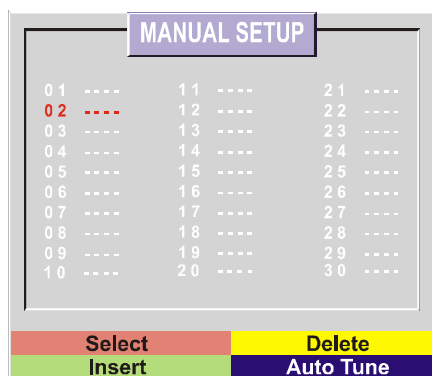 MANUAL SETUP
01 ---- 11 ---- 21 ----
02 ---- 12 ---- 22 ----
03 ---- 13 ---- 23 ----
04 ---- 14 ---- 24 ----
05 ---- 15 ---- 25 ----
06 ---- 16 ---- 26 ----
07 ---- 17 ---- 27 ----
08 ---- 18 ---- 28 ----
09 ---- 19 ---- 29 ----
10 ---- 20 ---- 30 ----
Select Delete
Insert Auto Tune